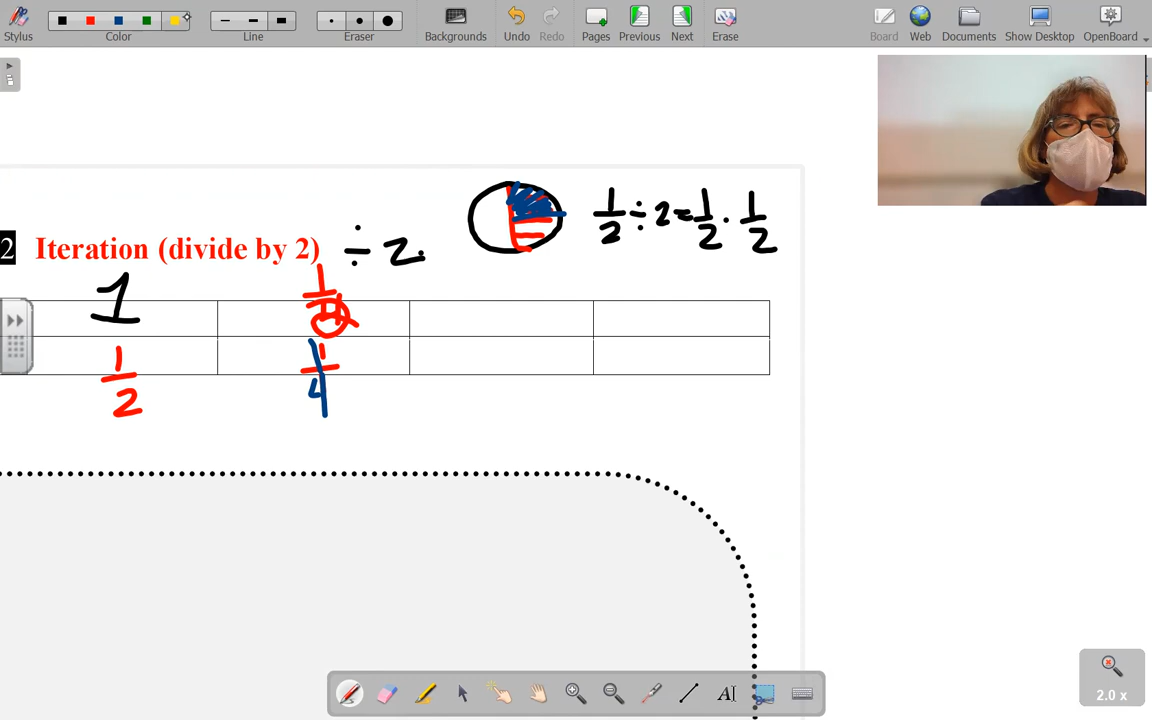 Stylus
Color
Line
Eraser
Backgrounds
Undo
Redo
Pages
Previous
Next
Erase
Board
Web
Documents
Show Desktop
OpenBoard
1/2 ÷ 2 = 1/2 · 1/2
2 Iteration (divide by 2) ÷ 2.
1
1/2
1/4
2.0 x